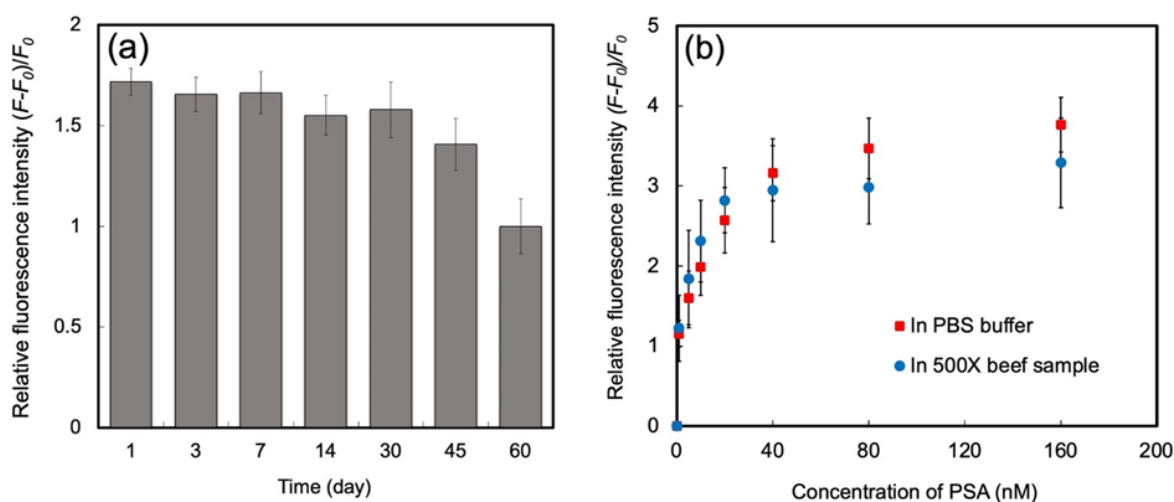 (a)
Relative fluorescence intensity (F-F₀)/F₀
2
1.5
1
0.5
0
1 3 7 14 30 45 60
Time (day)
(b)
Relative fluorescence intensity (F-F₀)/F₀
5
4
3
2
1
0
In PBS buffer
In 500X beef sample
0 40 80 120 160 200
Concentration of PSA (nM)